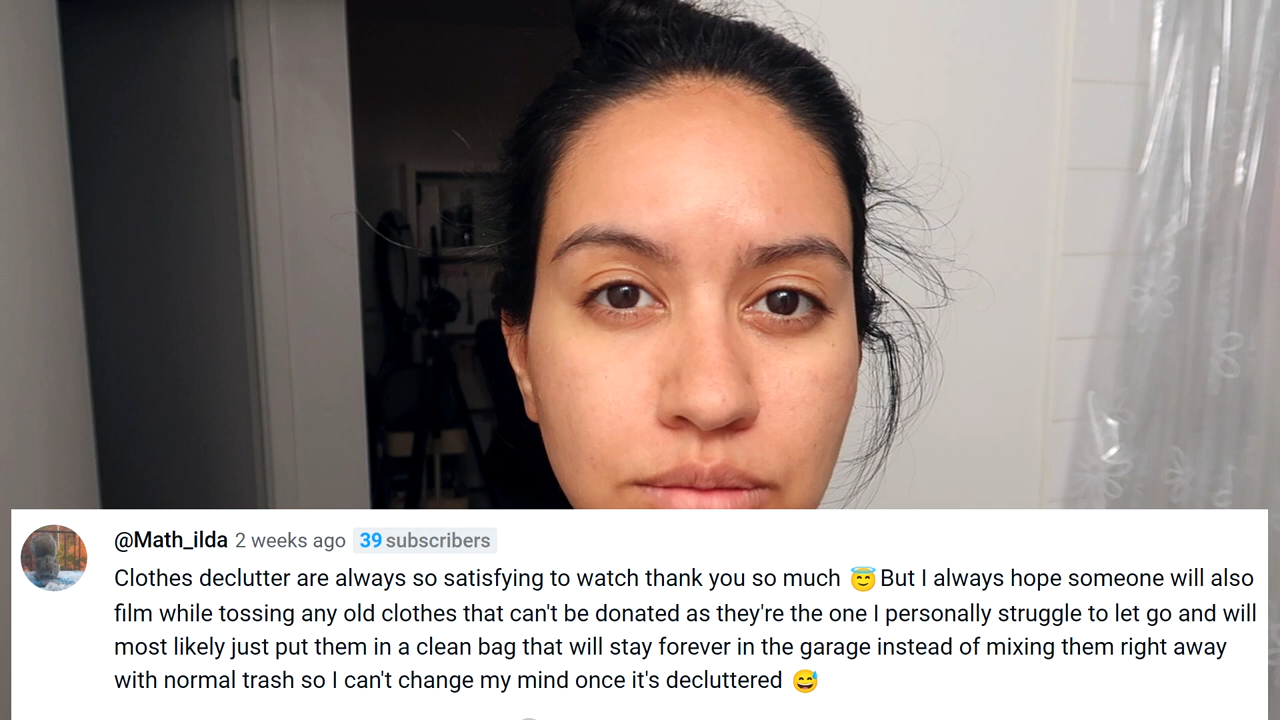 @Math_ilda 2 weeks ago 39 subscribers
Clothes declutter are always so satisfying to watch thank you so much 😇 But I always hope someone will also
film while tossing any old clothes that can't be donated as they're the one I personally struggle to let go and will
most likely just put them in a clean bag that will stay forever in the garage instead of mixing them right away
with normal trash so I can't change my mind once it's decluttered 😅